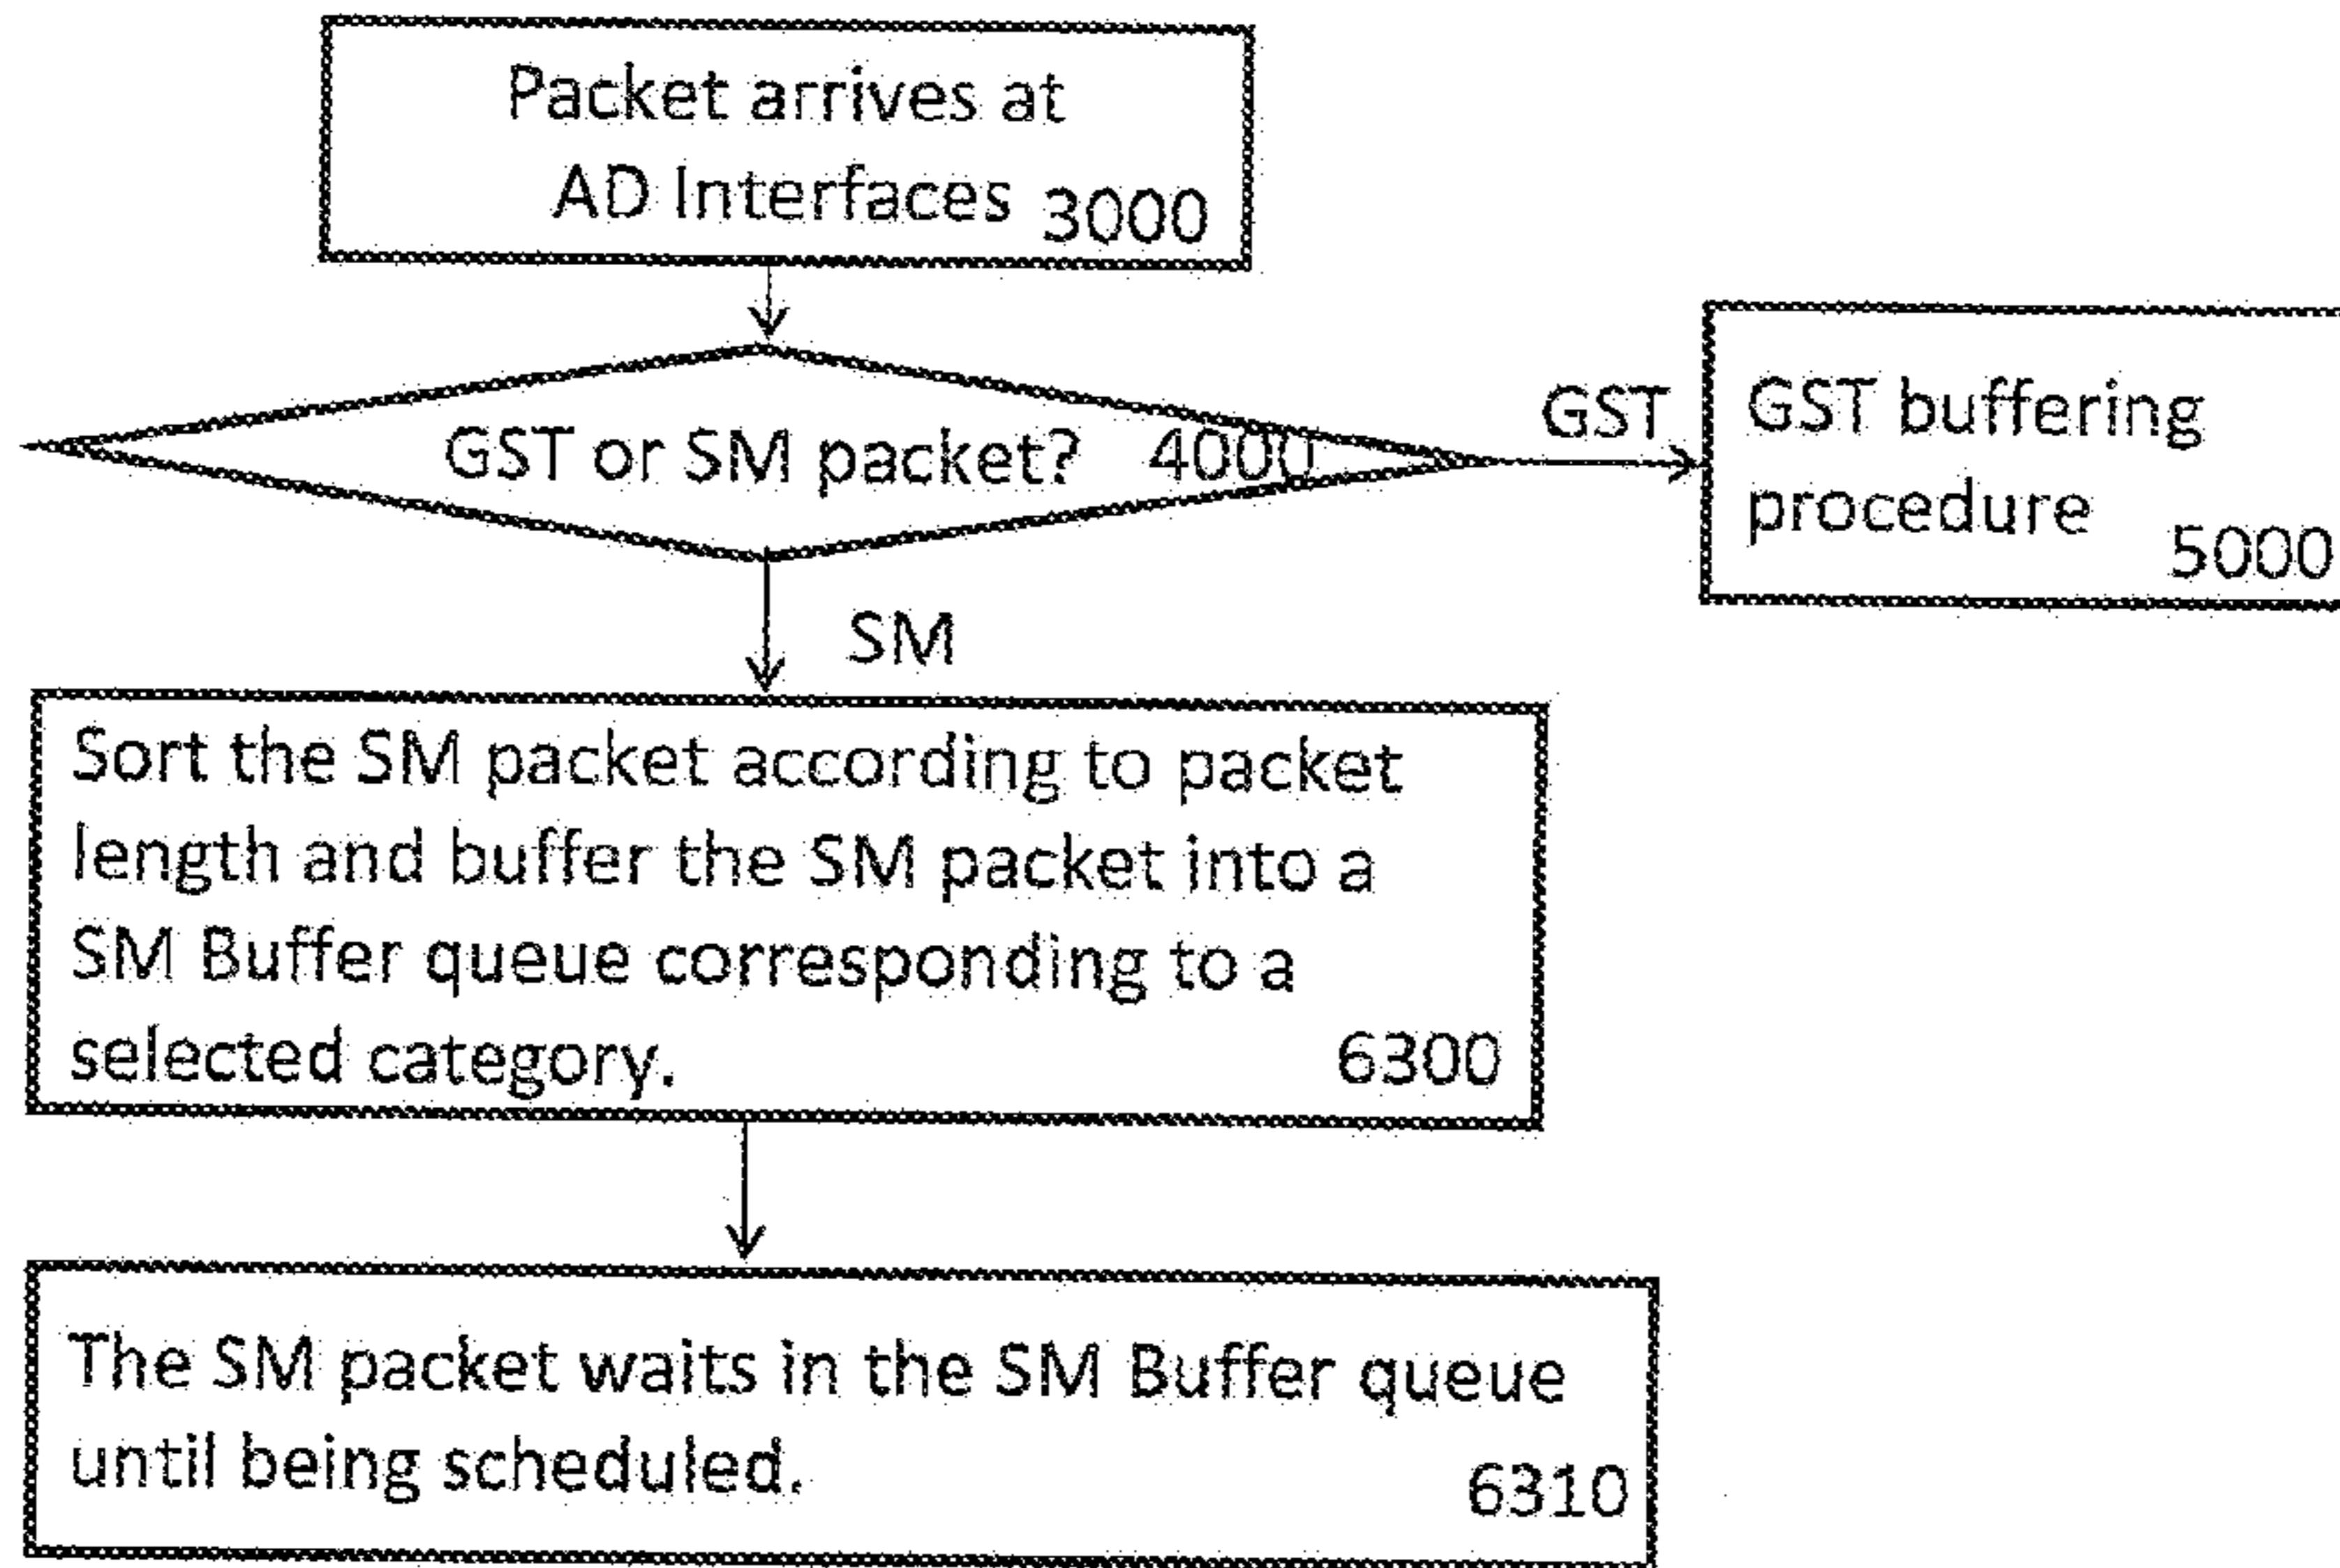 Packet arrives at
AD Interfaces 3000
GST or SM packet? 4000
GST
GST buffering
procedure 5000
SM
Sort the SM packet according to packet
length and buffer the SM packet into a
SM Buffer queue corresponding to a
selected category. 6300
The SM packet waits in the SM Buffer queue
until being scheduled. 6310